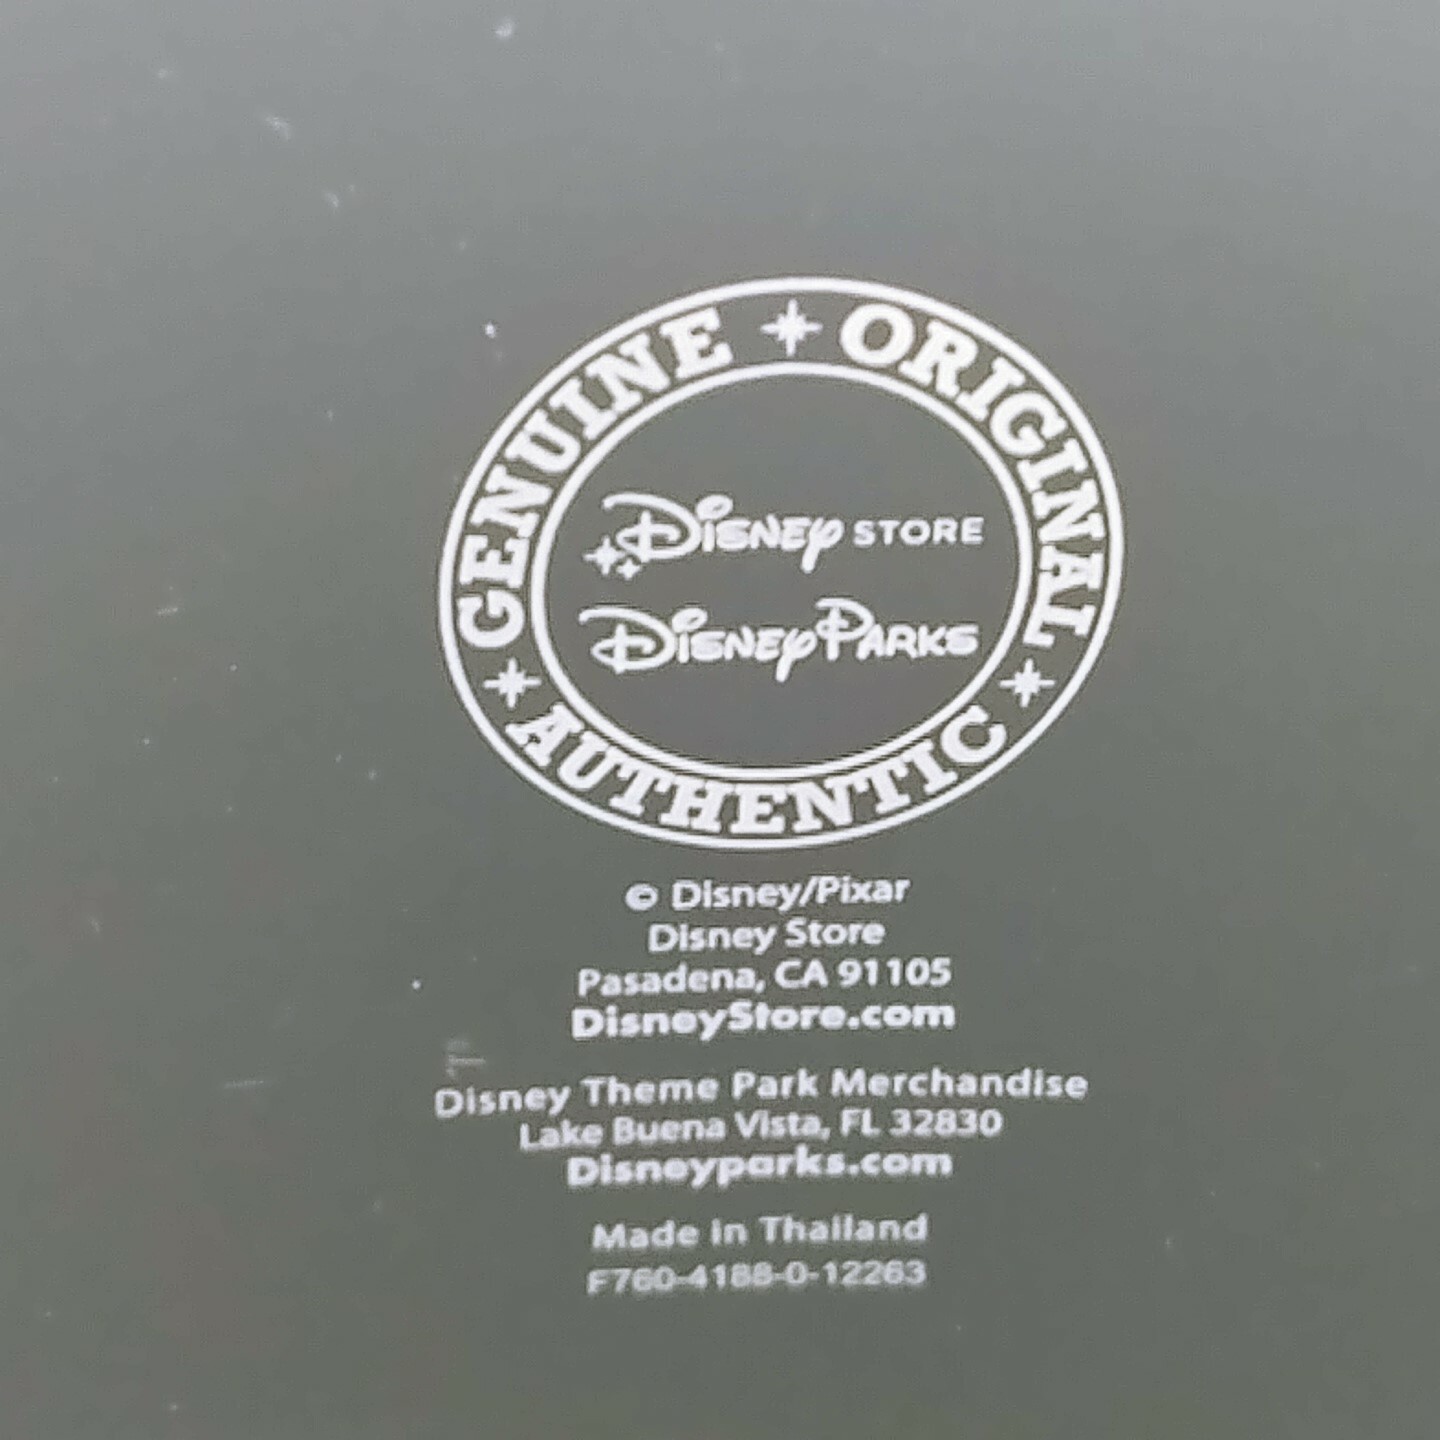 GENUINE ORIGINAL
AUTHENTIC
Disney STORE
Disney Parks
© Disney/Pixar
Disney Store
Pasadena, CA 91105
DisneyStore.com
Disney Theme Park Merchandise
Lake Buena Vista, FL 32830
Disneyparks.com
Made in Thailand
F760-4188-0-12263